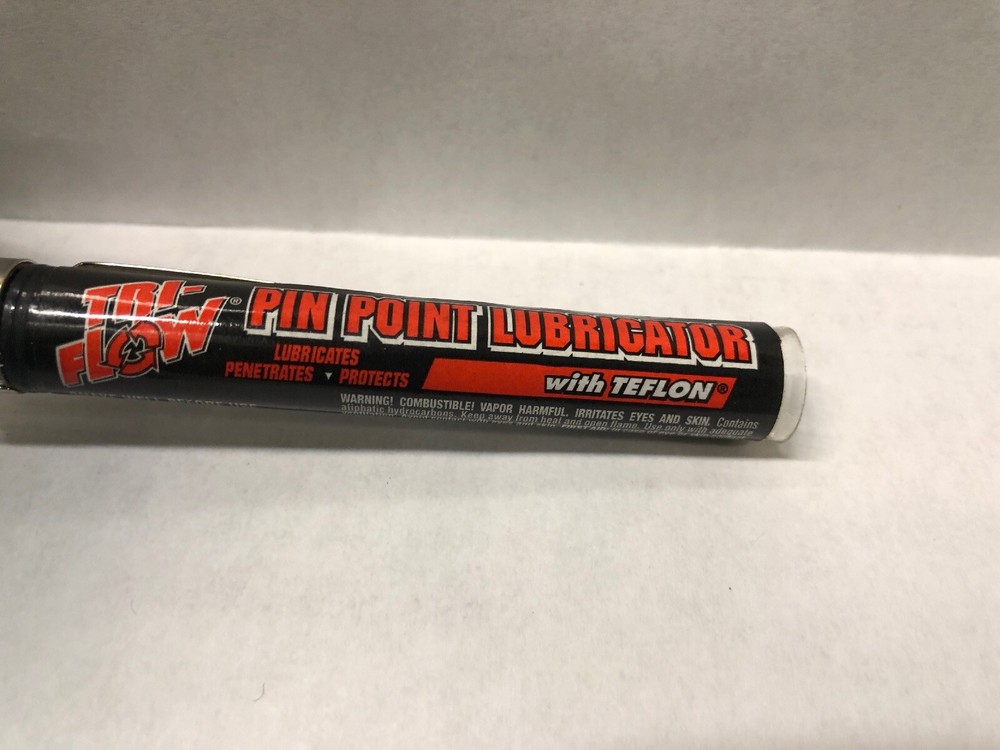 TRI-
FLOW®
PIN POINT LUBRICATOR
LUBRICATES
PENETRATES ▼ PROTECTS
with TEFLON®
WARNING! COMBUSTIBLE! VAPOR HARMFUL. IRRITATES EYES AND SKIN. Contains
aliphatic hydrocarbons. Keep away from heat and open flame. Use only with adequate